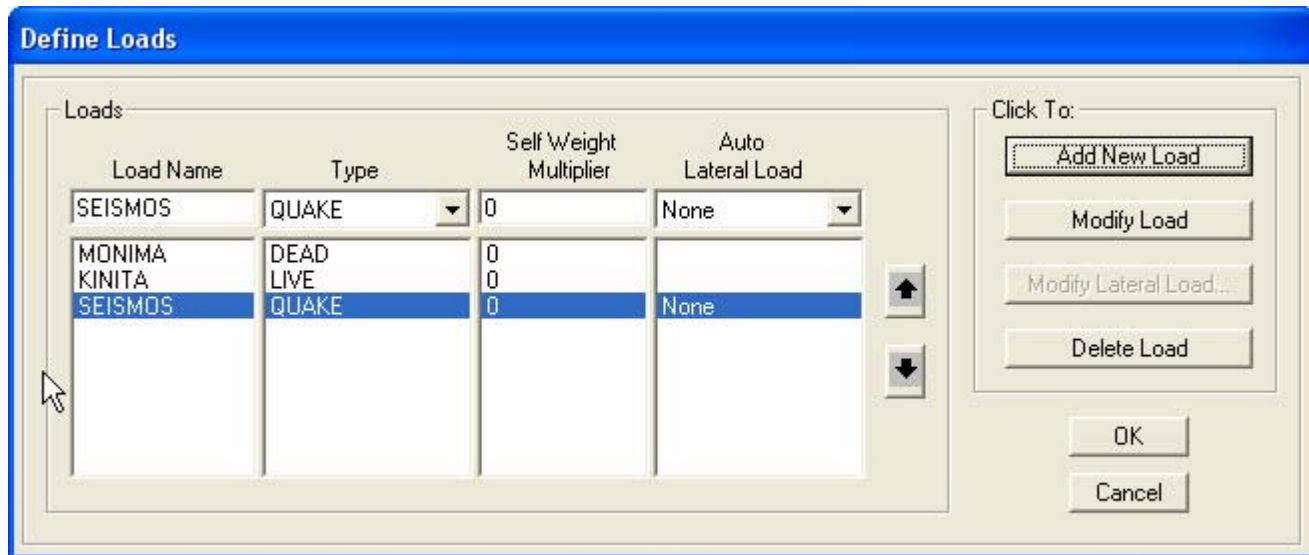 Define Loads
Loads
Click To:
Load Name Type Self Weight Multiplier Auto Lateral Load
SEISMOS QUAKE 0 None
MONIMA DEAD 0
KINITA LIVE 0
SEISMOS QUAKE 0 None
Add New Load
Modify Load
Modify Lateral Load...
Delete Load
OK
Cancel